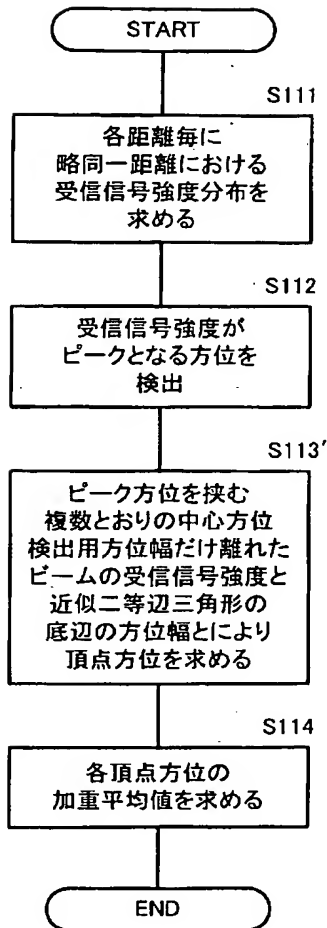 START
S111
各距離毎に
略同一距離における
受信信号強度分布を
求める
S112
受信信号強度が
ピークとなる方位を
検出
S113'
ピーク方位を挟む
複数とおりの中心方位
検出用方位幅だけ離れた
ビームの受信信号強度と
近似二等辺三角形の
底辺の方位幅とにより
頂点方位を求める
S114
各頂点方位の
加重平均値を求める
END